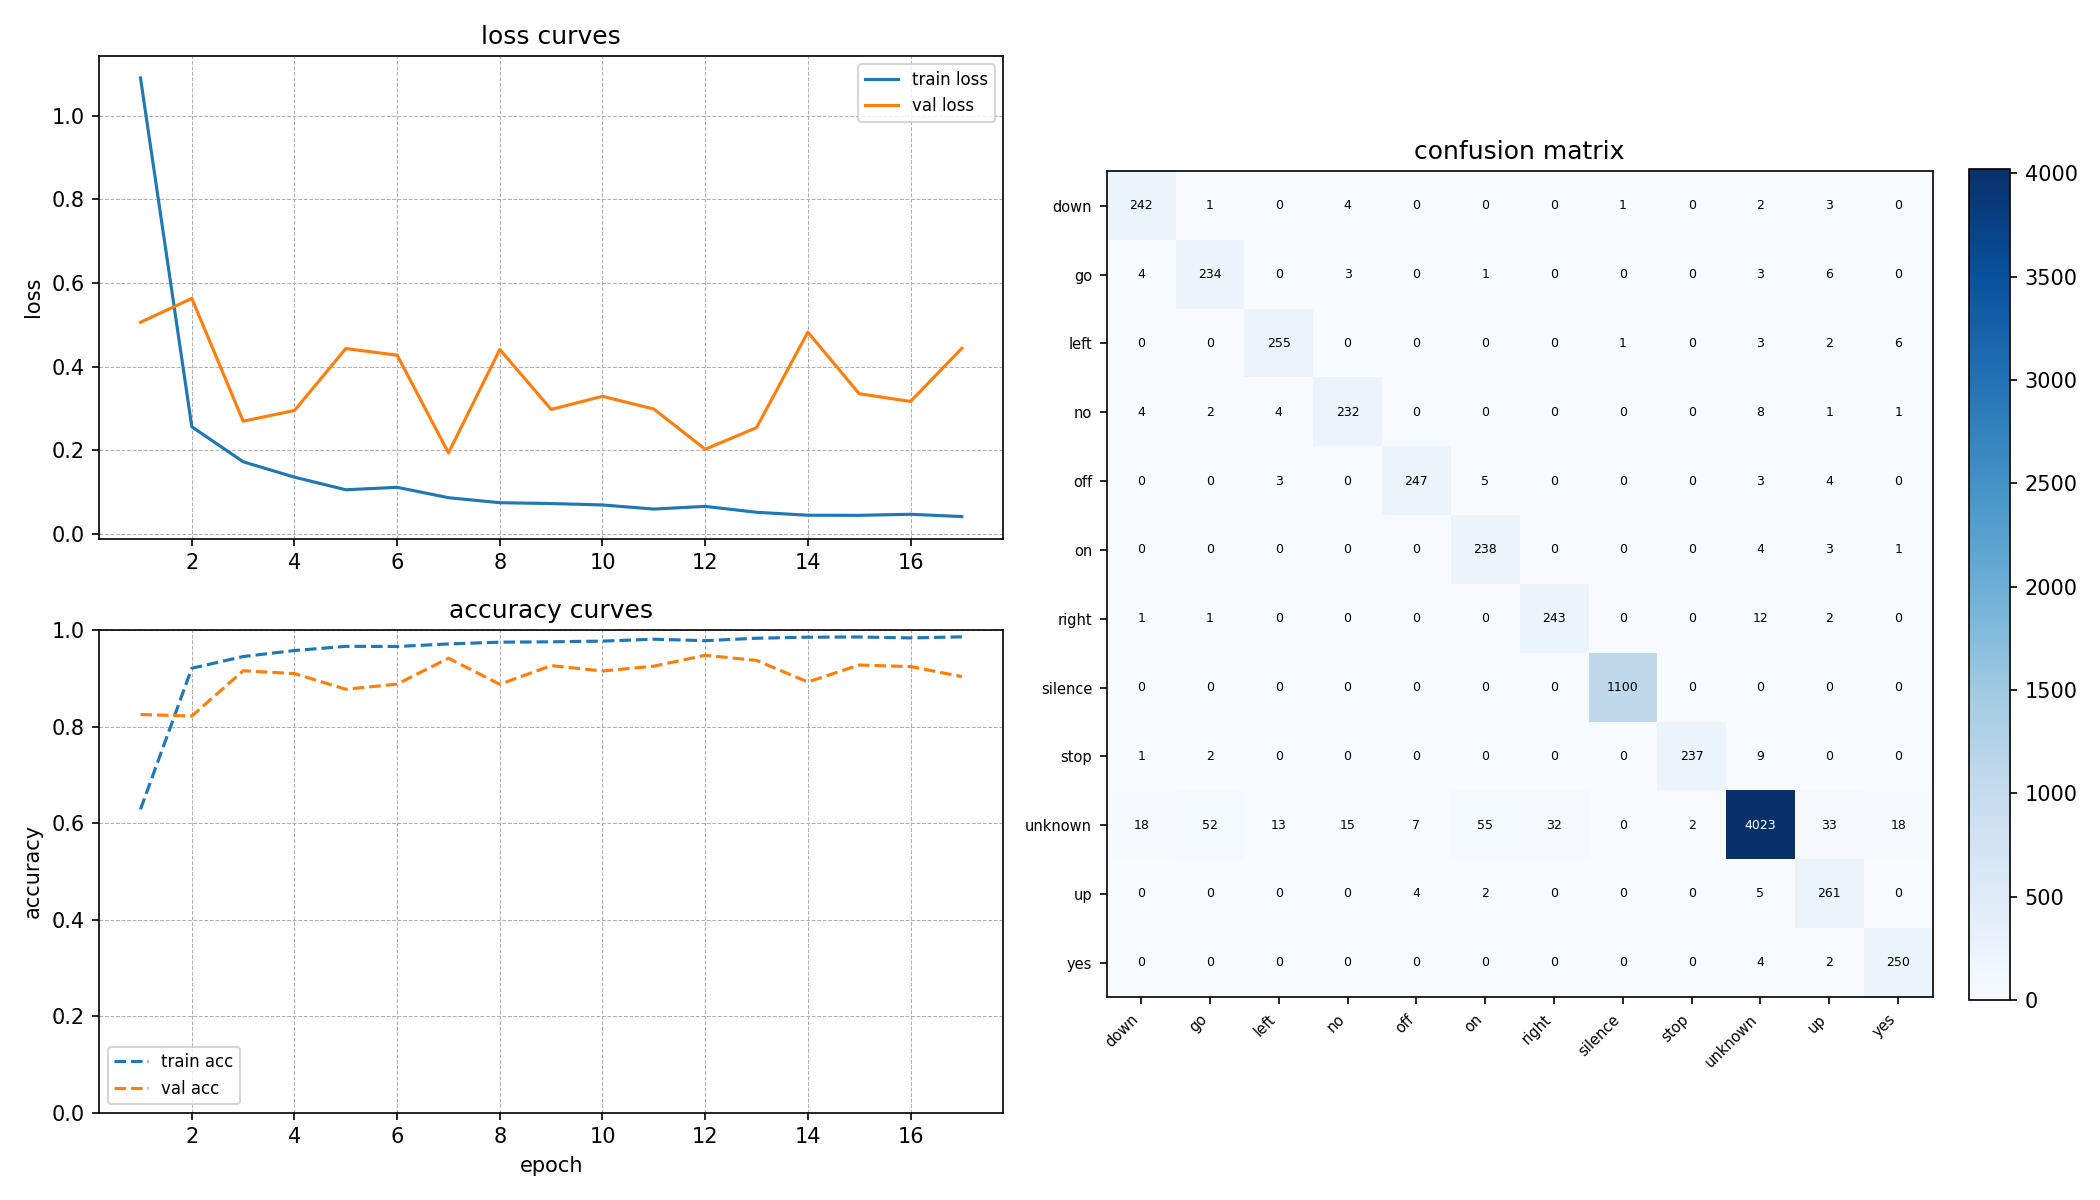 loss curves
train loss
val loss
loss
1.0
0.8
0.6
0.4
0.2
0.0
2 4 6 8 10 12 14 16
accuracy curves
accuracy
1.0
0.8
0.6
0.4
0.2
0.0
train acc
val acc
2 4 6 8 10 12 14 16
epoch
confusion matrix
down 242 1 0 4 0 0 0 1 0 2 3 0
go 4 234 0 3 0 1 0 0 0 3 6 0
left 0 0 255 0 0 0 0 1 0 3 2 6
no 4 2 4 232 0 0 0 0 0 8 1 1
off 0 0 3 0 247 5 0 0 0 3 4 0
on 0 0 0 0 0 238 0 0 0 4 3 1
right 1 1 0 0 0 0 243 0 0 12 2 0
silence 0 0 0 0 0 0 0 1100 0 0 0 0
stop 1 2 0 0 0 0 0 0 237 9 0 0
unknown 18 52 13 15 7 55 32 0 2 4023 33 18
up 0 0 0 0 4 2 0 0 0 5 261 0
yes 0 0 0 0 0 0 0 0 0 4 2 250
down go left no off on right silence stop unknown up yes
4000
3500
3000
2500
2000
1500
1000
500
0